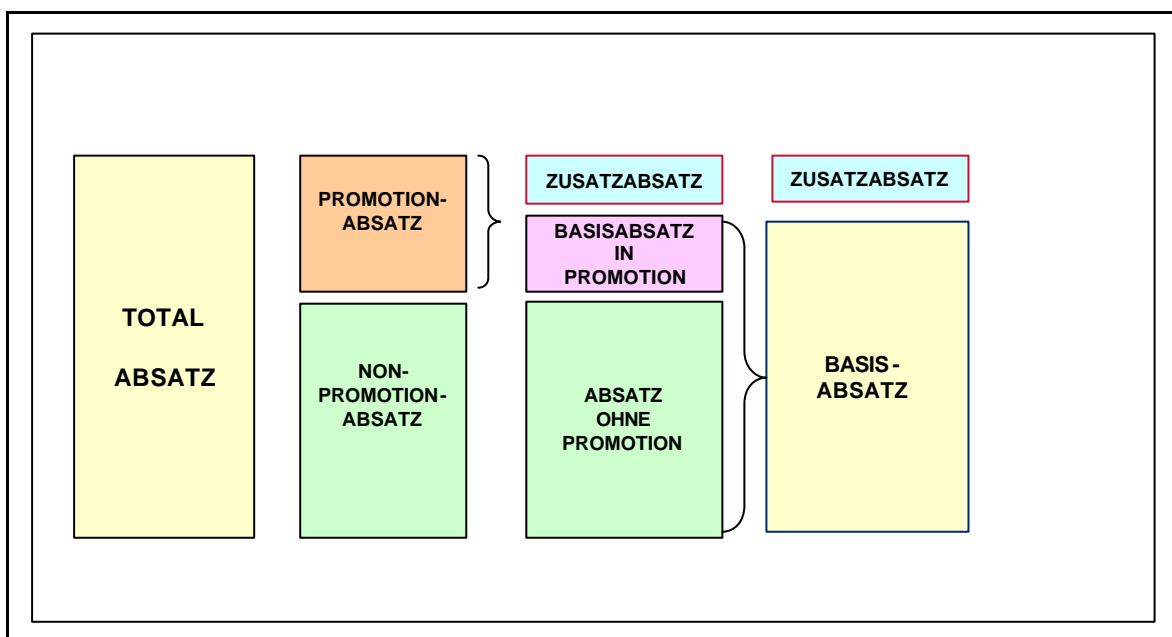 TOTAL
ABSATZ
PROMOTION-
ABSATZ
NON-
PROMOTION-
ABSATZ
ZUSATZABSATZ
BASISABSATZ
IN
PROMOTION
ABSATZ
OHNE
PROMOTION
ZUSATZABSATZ
BASIS-
ABSATZ